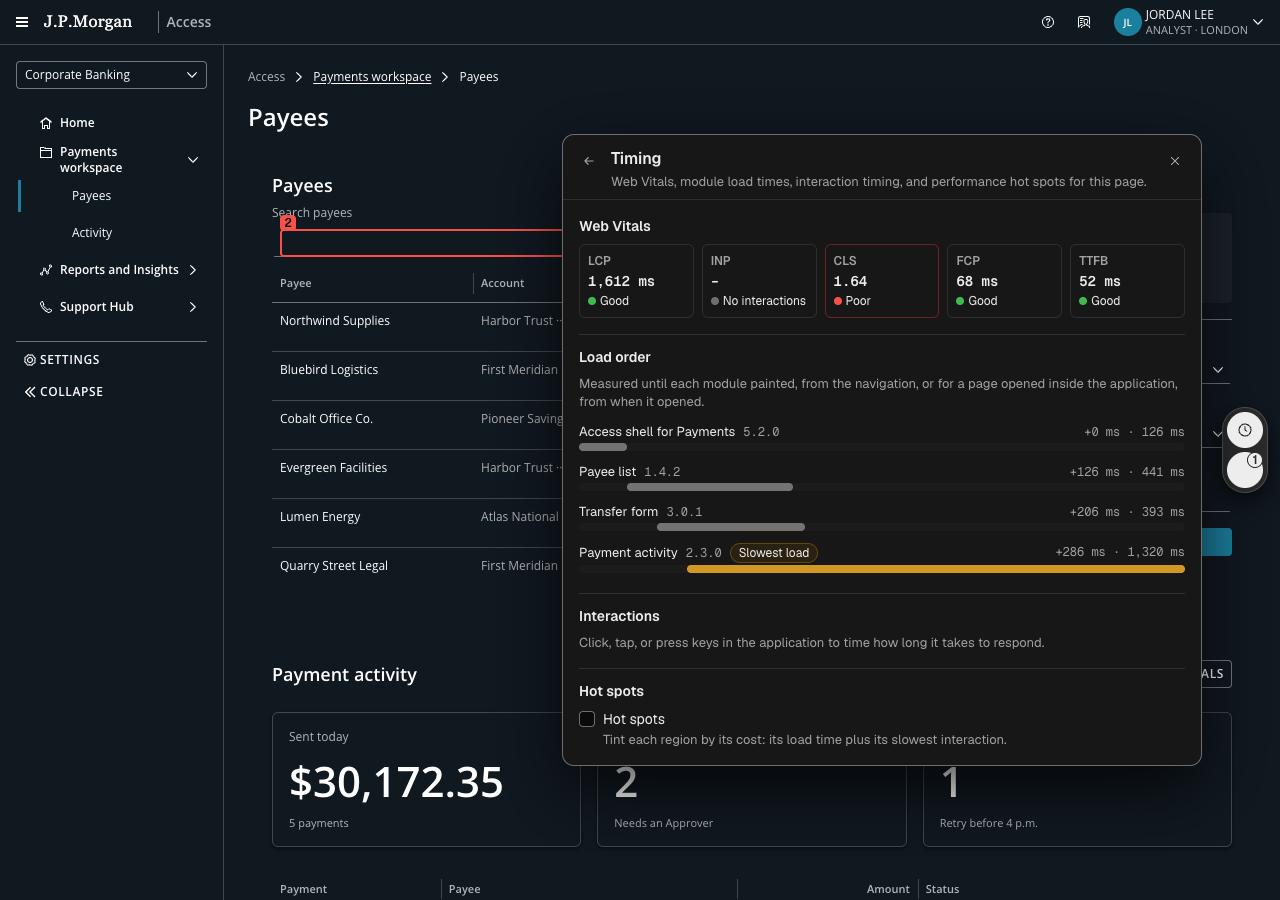 J.P.Morgan
Access
JL
JORDAN LEE
ANALYST · LONDON
Corporate Banking
Home
Payments workspace
Payees
Activity
Reports and Insights
Support Hub
SETTINGS
COLLAPSE
Access
Payments workspace
Payees
Payees
Payees
Search payees
2
Payee
Account
Northwind Supplies
Harbor Trust
Bluebird Logistics
First Meridian
Cobalt Office Co.
Pioneer Saving
Evergreen Facilities
Harbor Trust
Lumen Energy
Atlas National
Quarry Street Legal
First Meridian
Timing
Web Vitals, module load times, interaction timing, and performance hot spots for this page.
Web Vitals
LCP
1,612 ms
Good
INP
–
No interactions
CLS
1.64
Poor
FCP
68 ms
Good
TTFB
52 ms
Good
Load order
Measured until each module painted, from the navigation, or for a page opened inside the application,
from when it opened.
Access shell for Payments 5.2.0 +0 ms · 126 ms
Payee list 1.4.2 +126 ms · 441 ms
Transfer form 3.0.1 +206 ms · 393 ms
Payment activity 2.3.0 Slowest load +286 ms · 1,320 ms
Interactions
Click, tap, or press keys in the application to time how long it takes to respond.
Hot spots
Hot spots
Tint each region by its cost: its load time plus its slowest interaction.
1
Payment activity
ALS
Sent today
$30,172.35
5 payments
2
Needs an Approver
1
Retry before 4 p.m.
Payment
Payee
Amount
Status